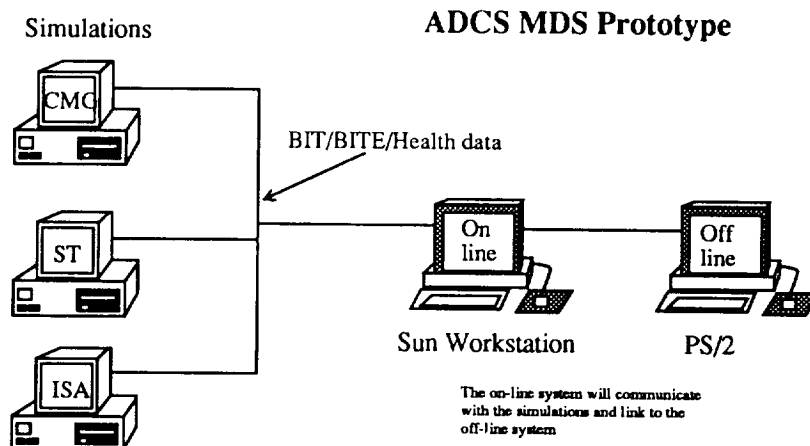 Simulations
ADCS MDS Prototype
CMG
BIT/BITE/Health data
ST
On
line
Off
line
Sun Workstation
PS/2
ISA
The on-line system will communicate
with the simulations and link to the
off-line system